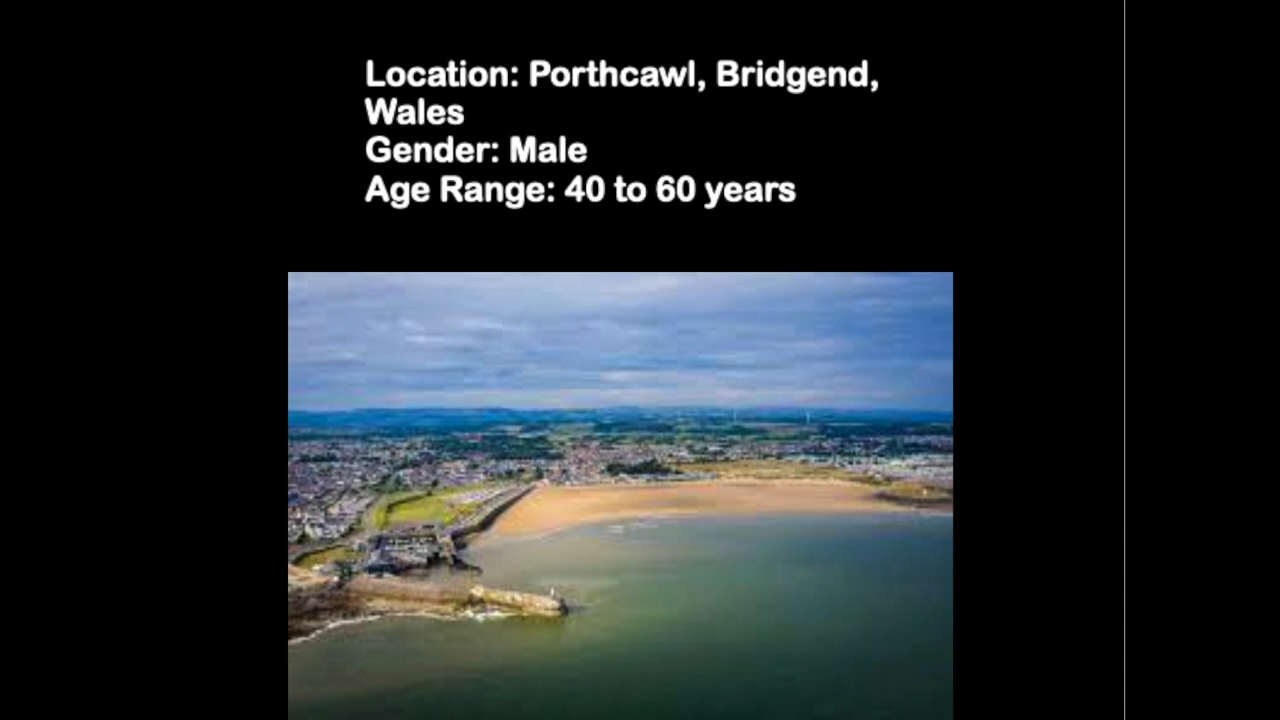 Location: Porthcawl, Bridgend,
Wales
Gender: Male
Age Range: 40 to 60 years